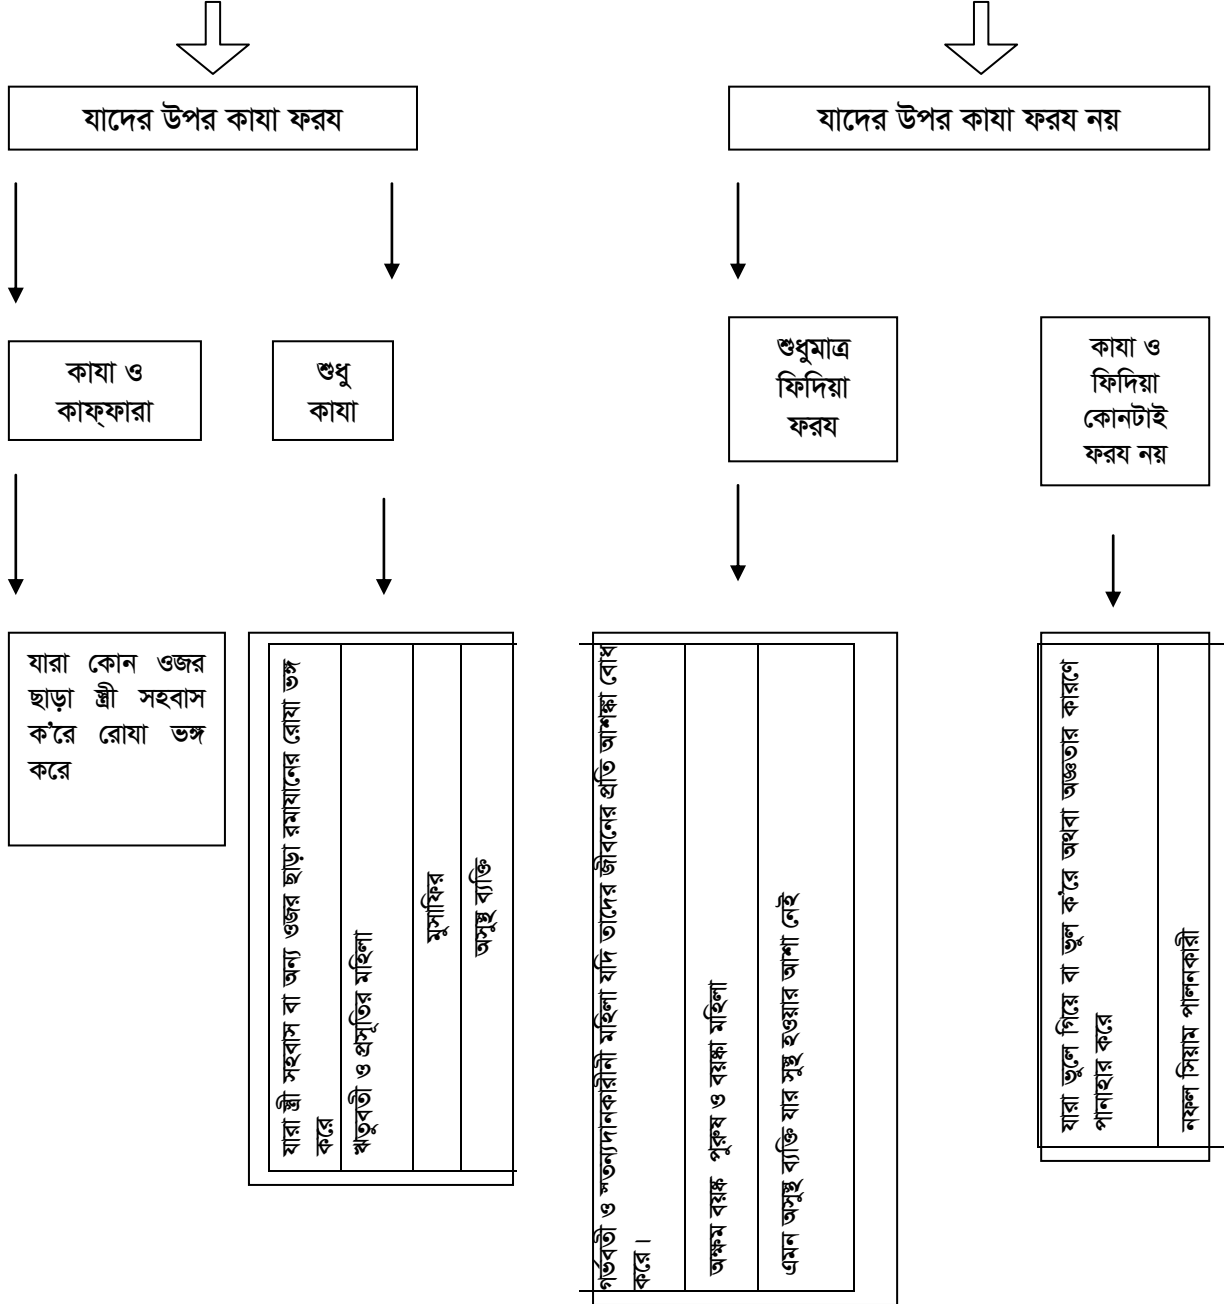 যাদের উপর কাযা ফরয
যাদের উপর কাযা ফরয নয়
কাযা ও
কাফ্ফারা
শুধু
কাযা
শুধুমাত্র
ফিদিয়া
ফরয
কাযা ও
ফিদিয়া
কোনটাই
ফরয নয়
যারা কোন ওজর
ছাড়া স্ত্রী সহবাস
ক’রে রোযা ভঙ্গ
করে
যারা স্ত্রী সহবাস বা অন্য ওজর ছাড়া রমাযানের রোযা ভঙ্গ
করে
ঋতুবতী ও প্রসূতির মহিলা
মুসাফির
অসুস্থ ব্যক্তি
গর্ভবতী ও স্তন্যদানকারীনী মহিলা যদি তাদের জীবনের প্রতি আশঙ্কা বোধ
করে।
অক্ষম বয়ষ্ক পুরুষ ও বয়ষ্কা মহিলা
এমন অসুস্থ ব্যক্তি যার সুস্থ হওয়ার আশা নেই
যারা ভুলে গিয়ে বা ভুল ক’রে অথবা অজ্ঞতার কারণে
পানাহার করে
নফল সিয়াম পালনকারী